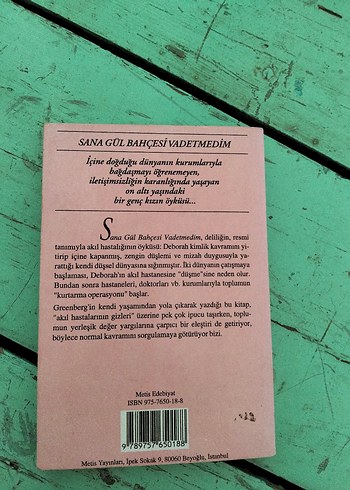 SANA GÜL BAHÇESİ VADETMEDİM
İçine doğduğu dünyanın kurumlarıyla
bağdaşmayı öğrenemeyen,
iletişimsizliğin karanlığında yaşayan
on altı yaşındaki
bir genç kızın öyküsü...
Sana Gül Bahçesi Vadetmedim, deliliğin, resmi
tanımıyla akıl hastalığının öyküsü: Deborah kimlik kavramını yi-
tirip içine kapanmış, zengin düşlemi ve mizah duygusuyla ya-
rattığı kendi düşsel dünyasına sığınmıştır. İki dünyanın çatışmaya
başlaması, Deborah'ın akıl hastanesine "düşme"sine neden olur.
Bundan sonra hastaneleri, doktorları vb. kurumlarıyla toplumun
"kurtarma operasyonu" başlar.
Greenberg'in kendi yaşamından yola çıkarak yazdığı bu kitap,
"akıl hastalarının gizleri" üzerine pek çok ipucu taşırken, toplu-
mun yerleşik değer yargılarına çarpıcı bir eleştiri de getiriyor,
böylece normal kavramını sorgulamaya götürüyor bizi.
Metis Edebiyat
ISBN 975-7650-18-8
9 789757 650188
Metis Yayınları, İpek Sokak 9, 80060 Beyoğlu, İstanbul